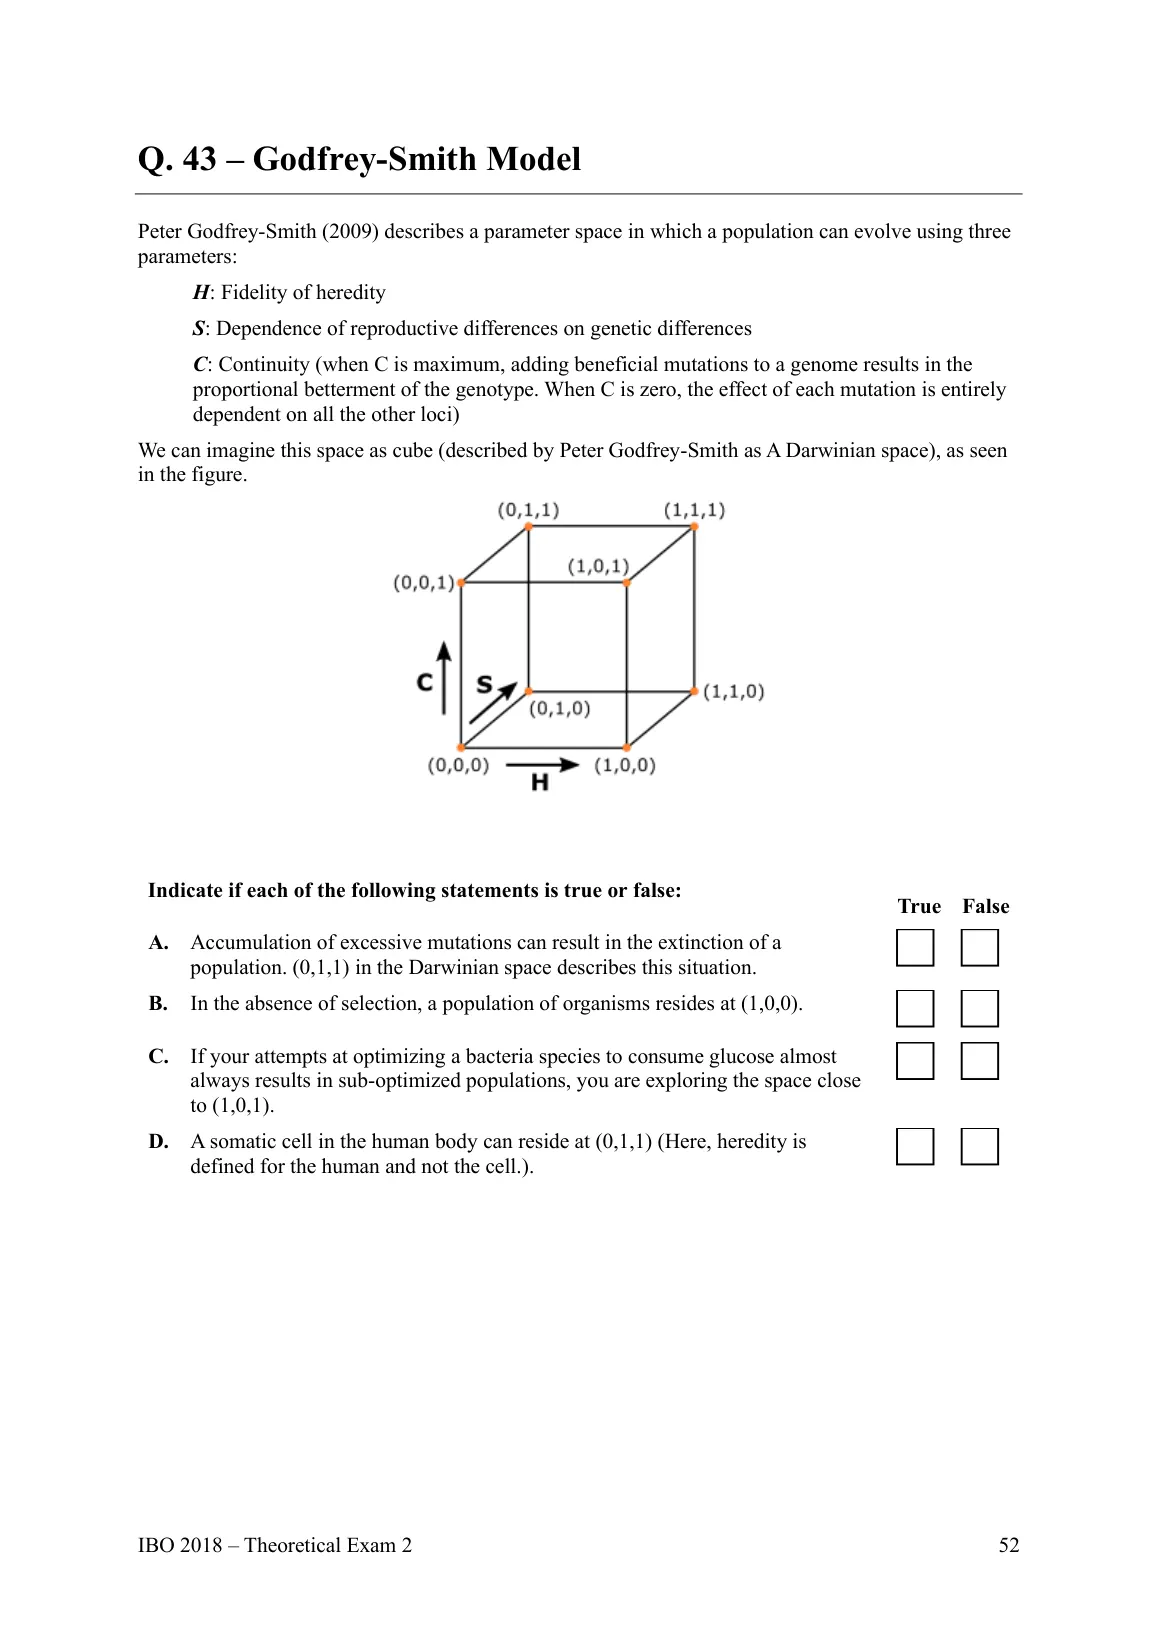 Q. 43 – Godfrey-Smith Model
Peter Godfrey-Smith (2009) describes a parameter space in which a population can evolve using three
parameters:
H: Fidelity of heredity
S: Dependence of reproductive differences on genetic differences
C: Continuity (when C is maximum, adding beneficial mutations to a genome results in the
proportional betterment of the genotype. When C is zero, the effect of each mutation is entirely
dependent on all the other loci)
We can imagine this space as cube (described by Peter Godfrey-Smith as A Darwinian space), as seen
in the figure.
(0,1,1) (1,1,1)
(1,0,1)
(0,0,1)
C S
(1,1,0)
(0,1,0)
(0,0,0) (1,0,0)
H
Indicate if each of the following statements is true or false:
True False
A. Accumulation of excessive mutations can result in the extinction of a
population. (0,1,1) in the Darwinian space describes this situation.
B. In the absence of selection, a population of organisms resides at (1,0,0).
C. If your attempts at optimizing a bacteria species to consume glucose almost
always results in sub-optimized populations, you are exploring the space close
to (1,0,1).
D. A somatic cell in the human body can reside at (0,1,1) (Here, heredity is
defined for the human and not the cell.).
IBO 2018 – Theoretical Exam 2 52